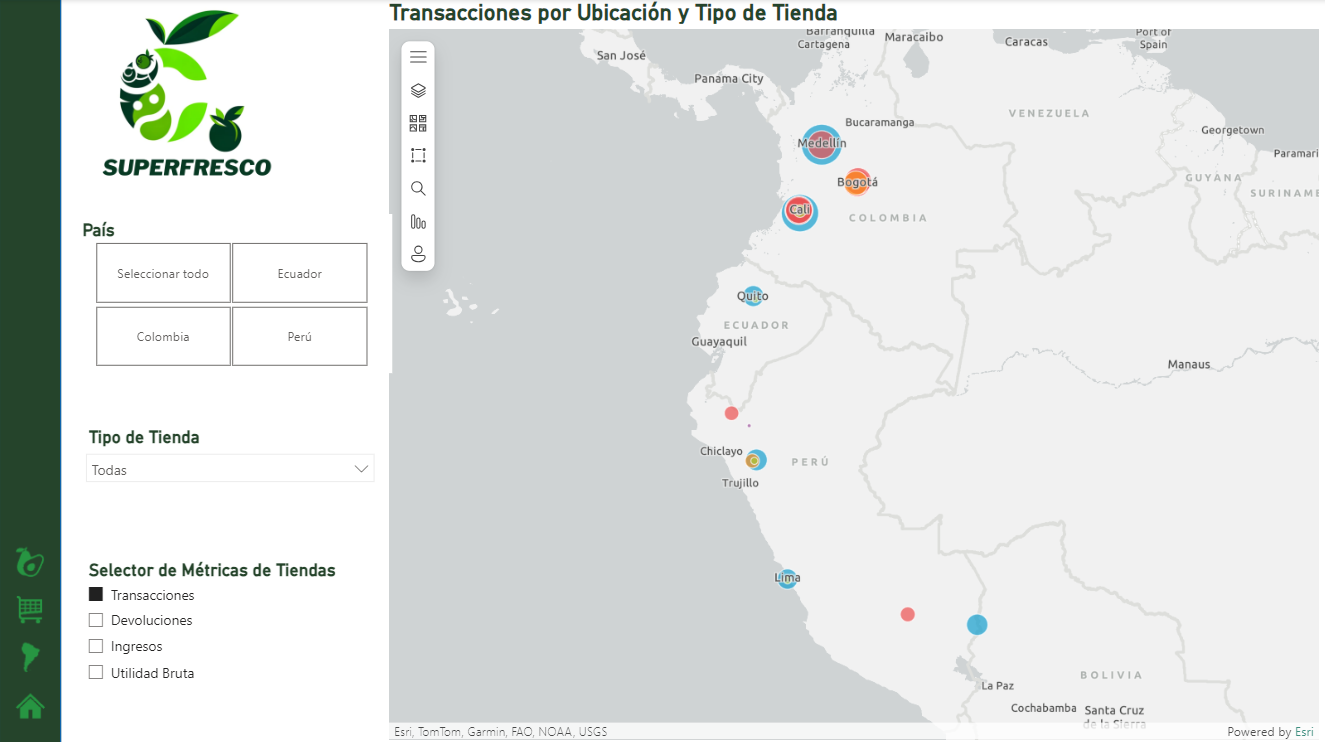 Transacciones por Ubicación y Tipo de Tienda
SUPERFRESCO
País
Seleccionar todo
Ecuador
Colombia
Perú
Tipo de Tienda
Todas
Selector de Métricas de Tiendas
Transacciones
Devoluciones
Ingresos
Utilidad Bruta
Barranquilla
Cartagena
Maracaibo
Caracas
Port of
Spain
San José
Panama City
Bucaramanga
VENEZUELA
Georgetown
Paramari
Medellín
Bogotá
GUYANA
SURINAME
Cali
COLOMBIA
Quito
ECUADOR
Guayaquil
Manaus
Chiclayo
PERÚ
Trujillo
Lima
BOLIVIA
La Paz
Cochabamba
Santa Cruz
de la Sierra
Esri, TomTom, Garmin, FAO, NOAA, USGS
Powered by Esri